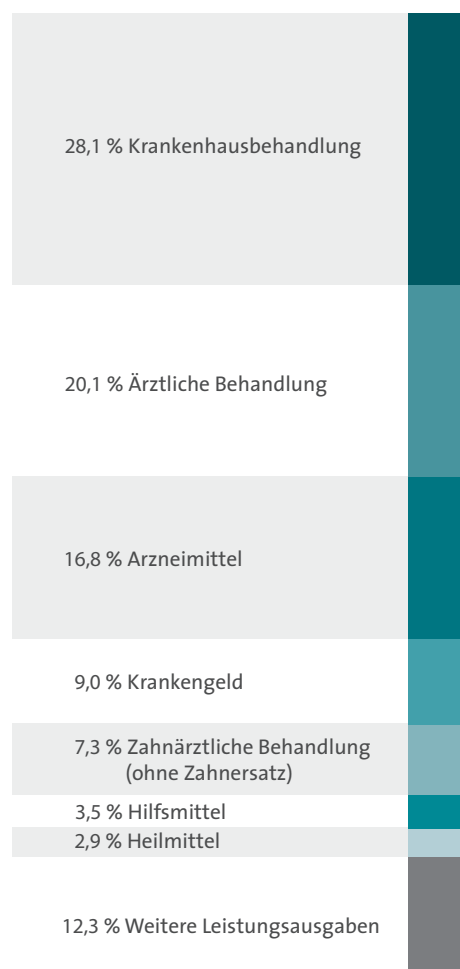 28,1 % Krankenhausbehandlung
20,1 % Ärztliche Behandlung
16,8 % Arzneimittel
9,0 % Krankengeld
7,3 % Zahnärztliche Behandlung
(ohne Zahnersatz)
3,5 % Hilfsmittel
2,9 % Heilmittel
12,3 % Weitere Leistungsausgaben